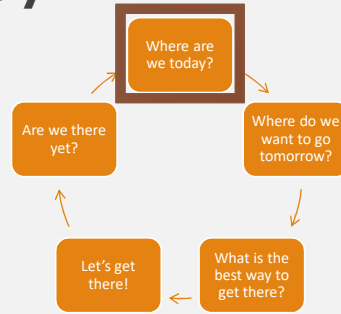 Where are
we today?
Where do we
want to go
tomorrow?
What is the
best way to
get there?
Let's get
there!
Are we there
yet?